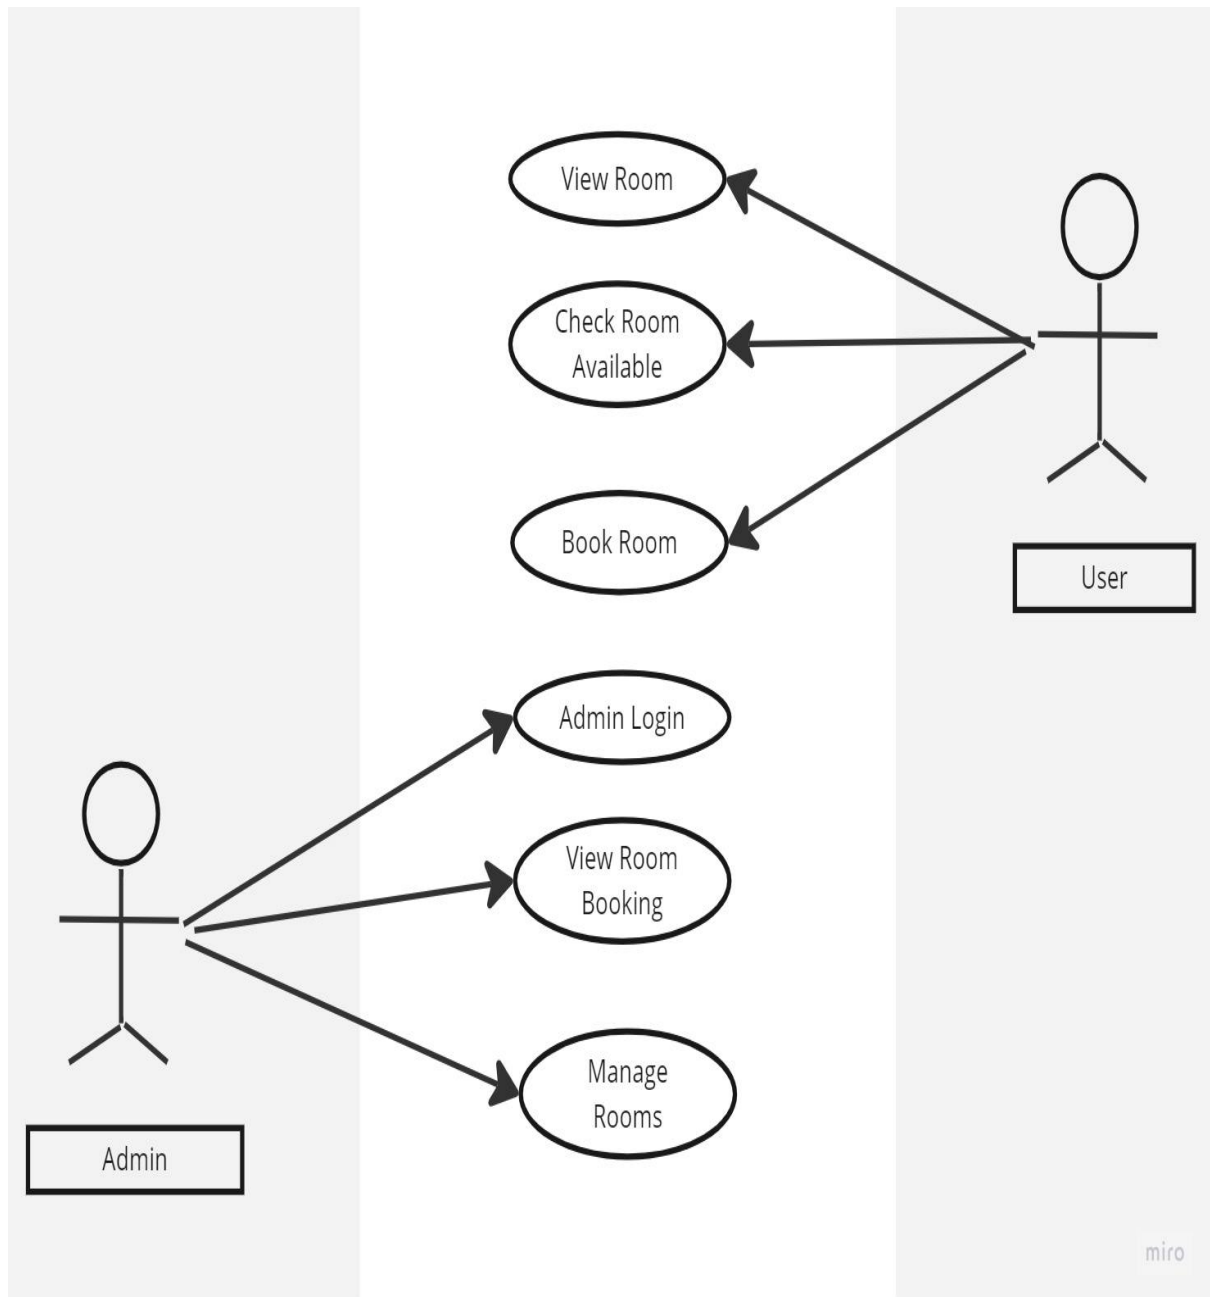 View Room
Check Room
Available
Book Room
User
Admin Login
View Room
Booking
Manage
Rooms
Admin
miro